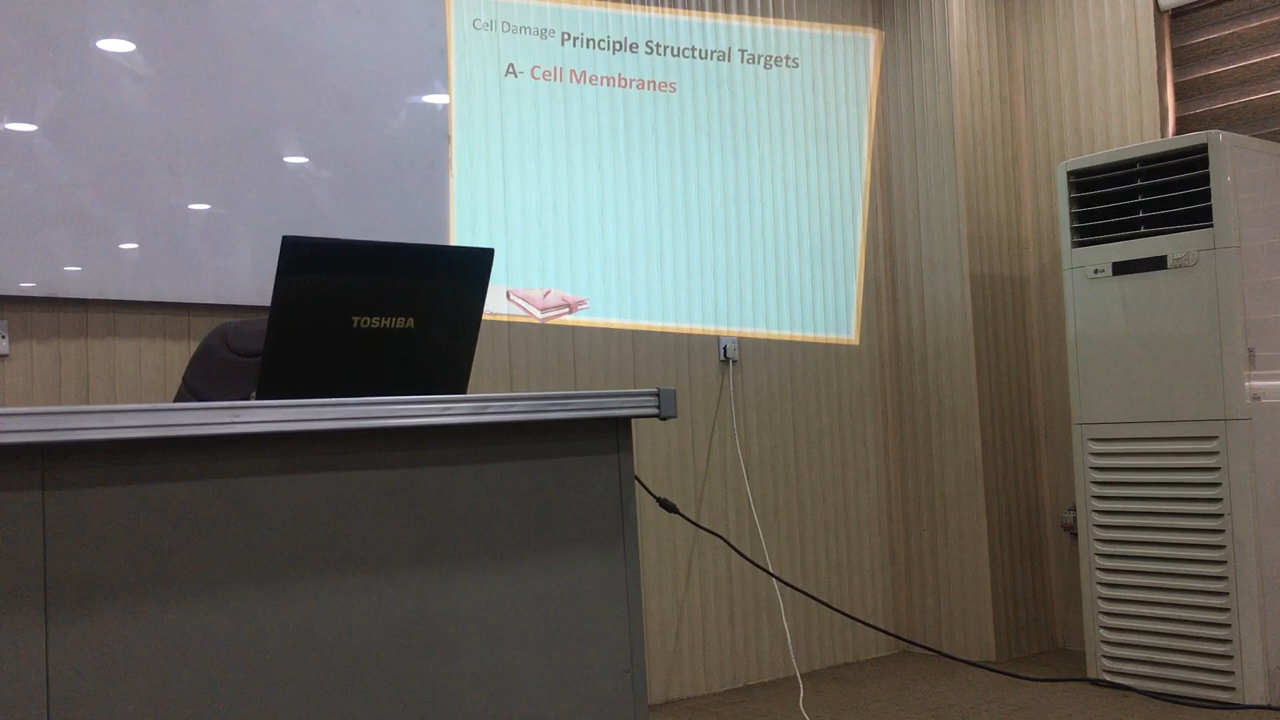 Cell Damage Principle Structural Targets
A- Cell Membranes
TOSHIBA
LG